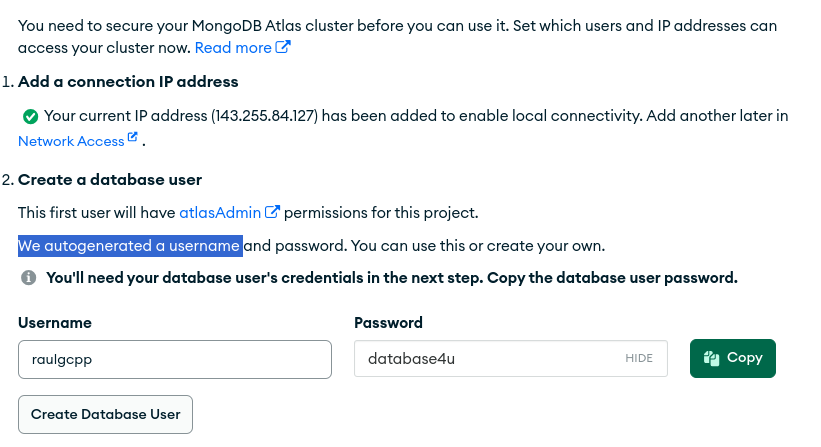 You need to secure your MongoDB Atlas cluster before you can use it. Set which users and IP addresses can
access your cluster now. Read more
1. Add a connection IP address
Your current IP address (143.255.84.127) has been added to enable local connectivity. Add another later in
Network Access .
2. Create a database user
This first user will have atlasAdmin permissions for this project.
We autogenerated a username and password. You can use this or create your own.
You'll need your database user's credentials in the next step. Copy the database user password.
Username Password
raulgcpp database4u HIDE Copy
Create Database User